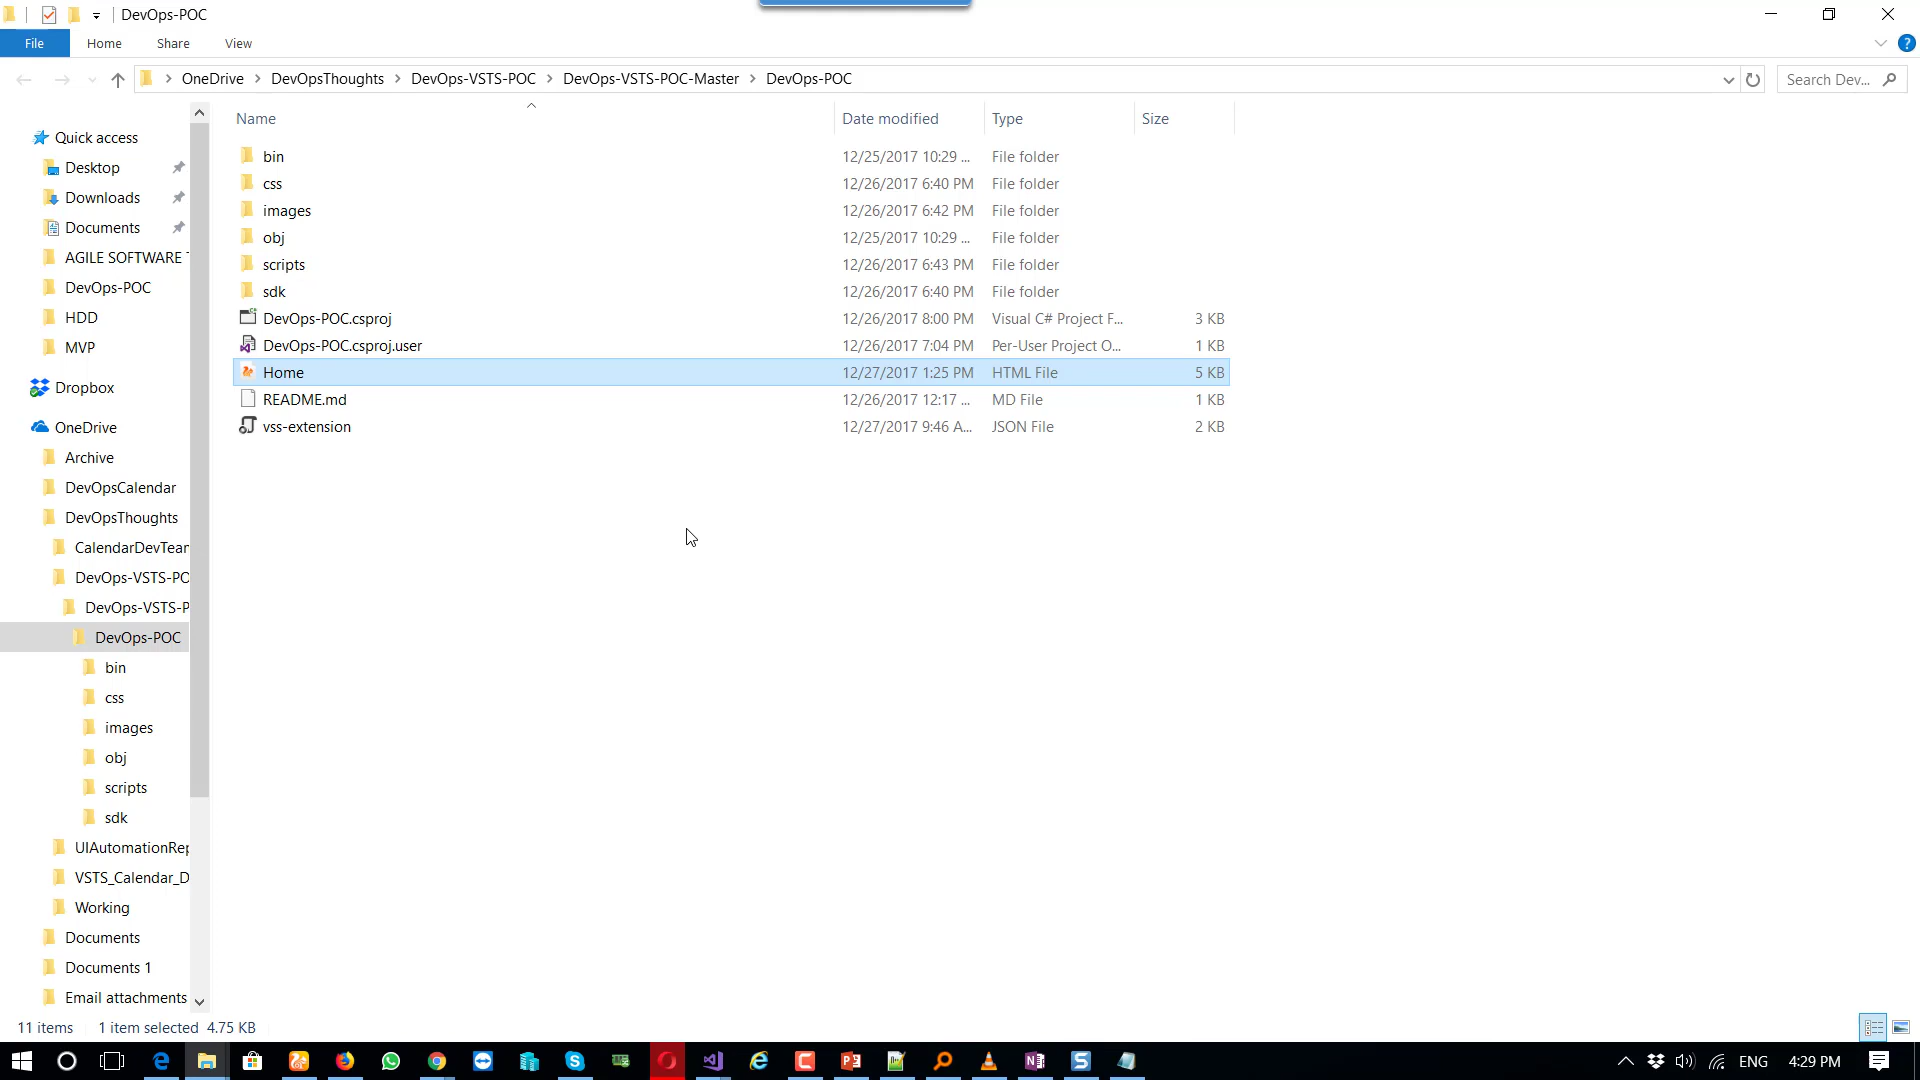 DevOps-POC
File Home Share View
OneDrive DevOpsThoughts DevOps-VSTS-POC DevOps-VSTS-POC-Master DevOps-POC
Search Dev...
Name Date modified Type Size
bin 12/25/2017 10:29 ... File folder
css 12/26/2017 6:40 PM File folder
images 12/26/2017 6:42 PM File folder
obj 12/25/2017 10:29 ... File folder
scripts 12/26/2017 6:43 PM File folder
sdk 12/26/2017 6:40 PM File folder
DevOps-POC.csproj 12/26/2017 8:00 PM Visual C# Project F... 3 KB
DevOps-POC.csproj.user 12/26/2017 7:04 PM Per-User Project O... 1 KB
Home 12/27/2017 1:25 PM HTML File 5 KB
README.md 12/26/2017 12:17 ... MD File 1 KB
vss-extension 12/27/2017 9:46 A... JSON File 2 KB
Quick access
Desktop
Downloads
Documents
AGILE SOFTWARE T
DevOps-POC
HDD
MVP
Dropbox
OneDrive
Archive
DevOpsCalendar
DevOpsThoughts
CalendarDevTean
DevOps-VSTS-PO
DevOps-VSTS-P
DevOps-POC
bin
css
images
obj
scripts
sdk
UIAutomationRep
VSTS_Calendar_D
Working
Documents
Documents 1
Email attachments
11 items 1 item selected 4.75 KB
ENG 4:29 PM